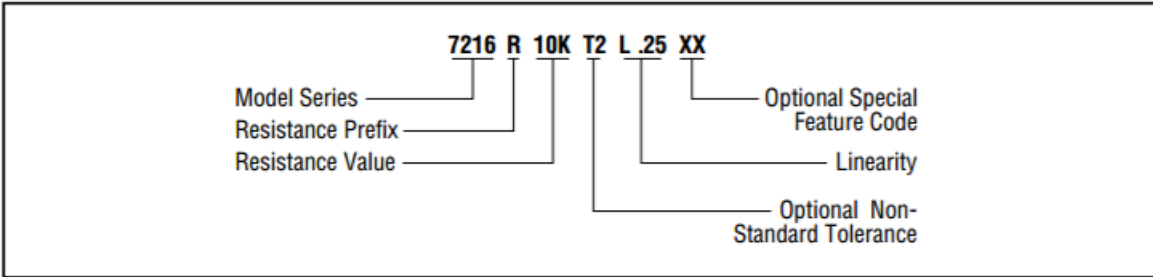 7216 R 10K T2 L .25 XX
Model Series
Resistance Prefix
Resistance Value
Optional Special
Feature Code
Linearity
Optional Non-
Standard Tolerance